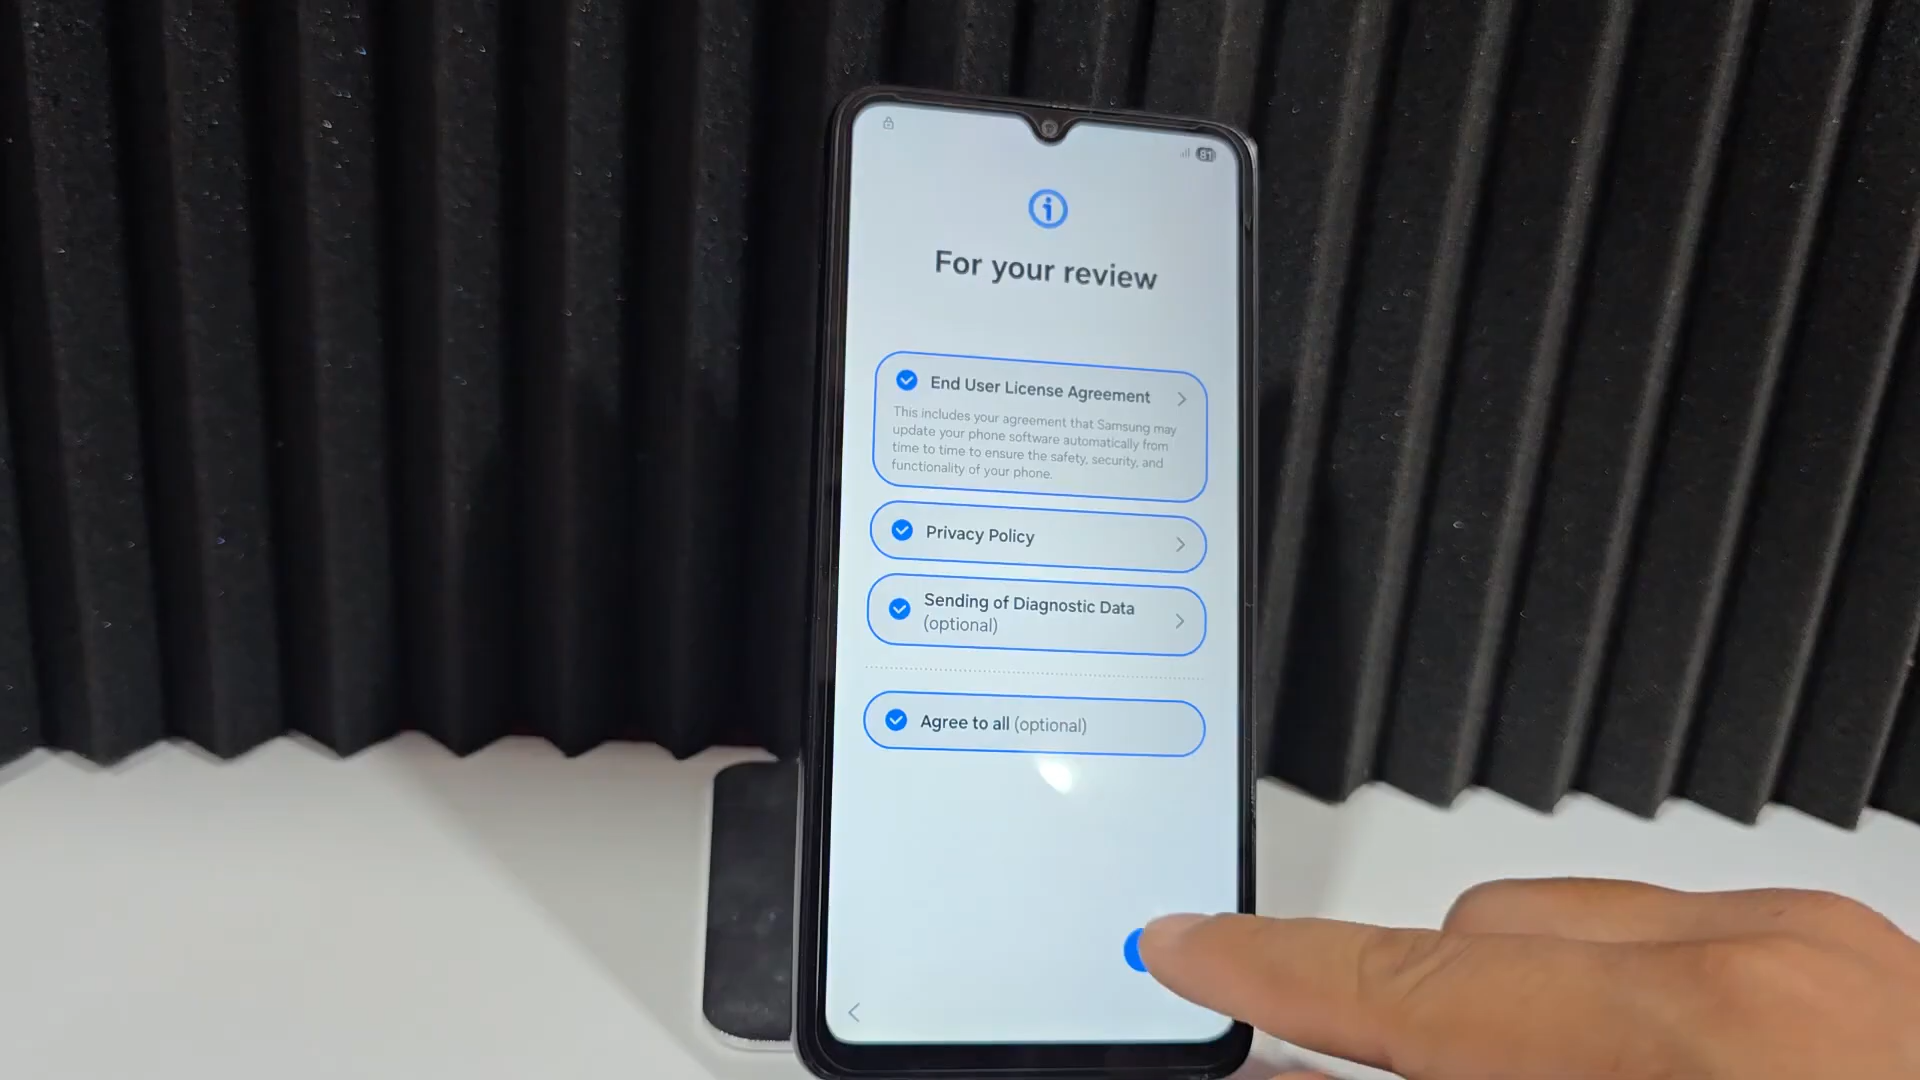 81
For your review
End User License Agreement
This includes your agreement that Samsung may
update your phone software automatically from
time to time to ensure the safety, security, and
functionality of your phone.
Privacy Policy
Sending of Diagnostic Data
(optional)
Agree to all (optional)